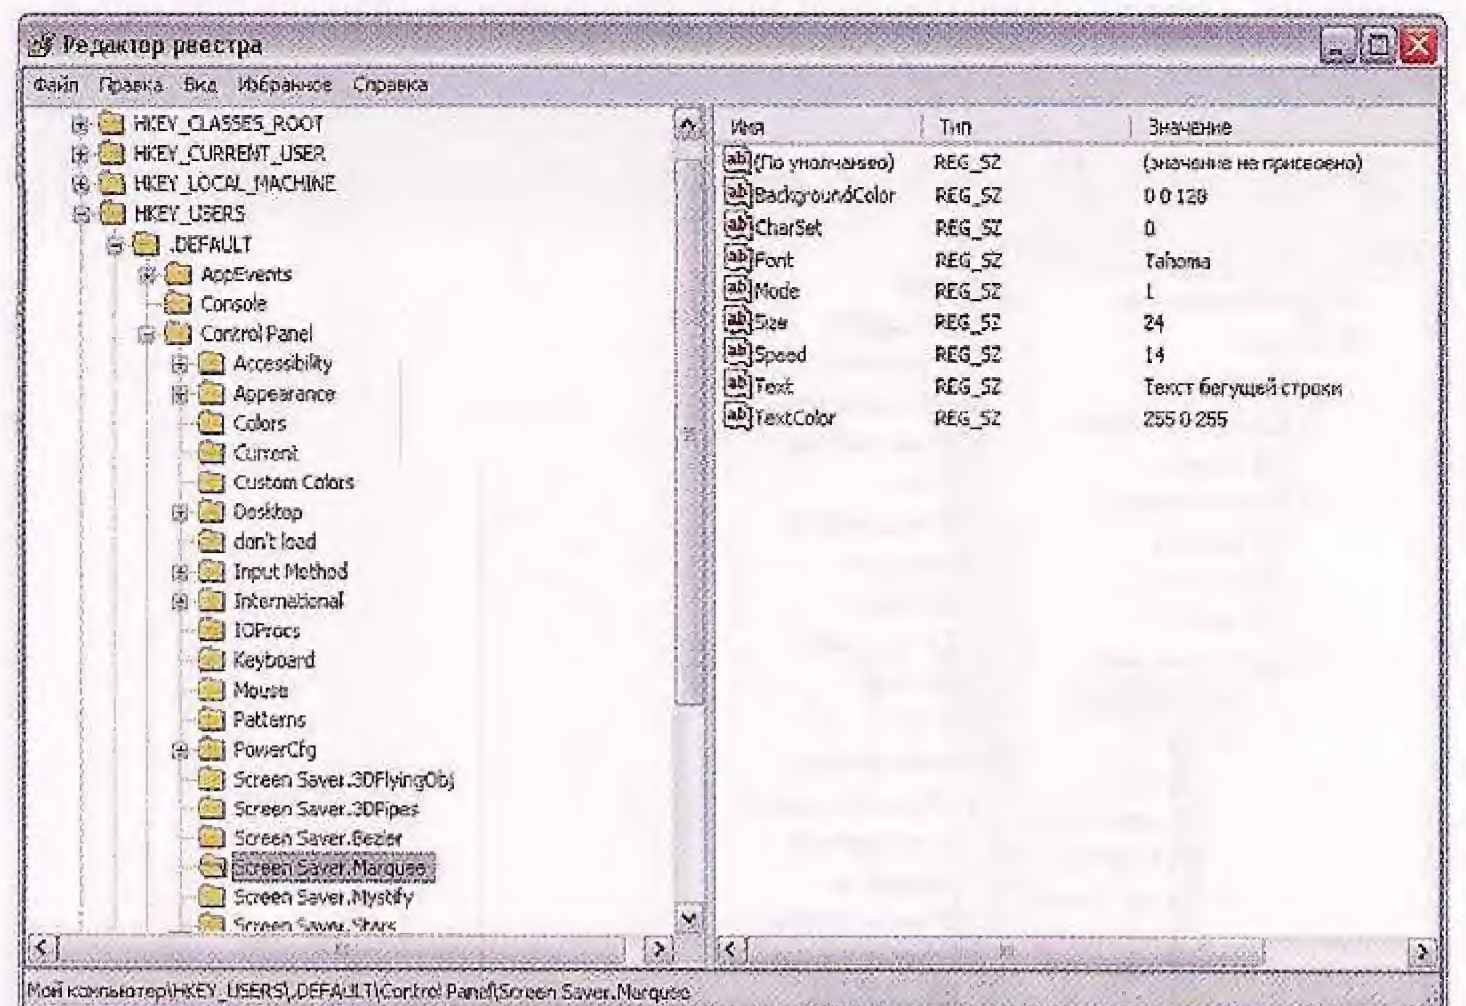 Редактор реестра
Файл Правка Вид Избранное Справка
HKEY_CLASSES_ROOT
HKEY_CURRENT_USER
HKEY_LOCAL_MACHINE
HKEY_USERS
.DEFAULT
AppEvents
Console
Control Panel
Accessibility
Appearance
Colors
Current
Custom Colors
Desktop
don't load
Input Method
International
IOProcs
Keyboard
Mouse
Patterns
PowerCfg
Screen Saver.3DFlyingObj
Screen Saver.3DPipes
Screen Saver.Bezier
Screen Saver.Marquee
Screen Saver.Mystify
Screen Saver.Stars
Имя Тип Значение
(По умолчанию) REG_SZ (значение не присвоено)
BackgroundColor REG_SZ 0 0 128
CharSet REG_SZ 0
Font REG_SZ Tahoma
Mode REG_SZ 1
Size REG_SZ 24
Speed REG_SZ 14
Text REG_SZ Текст бегущей строки
TextColor REG_SZ 255 0 255
Мой компьютер\HKEY_USERS\.DEFAULT\Control Panel\Screen Saver.Marquee